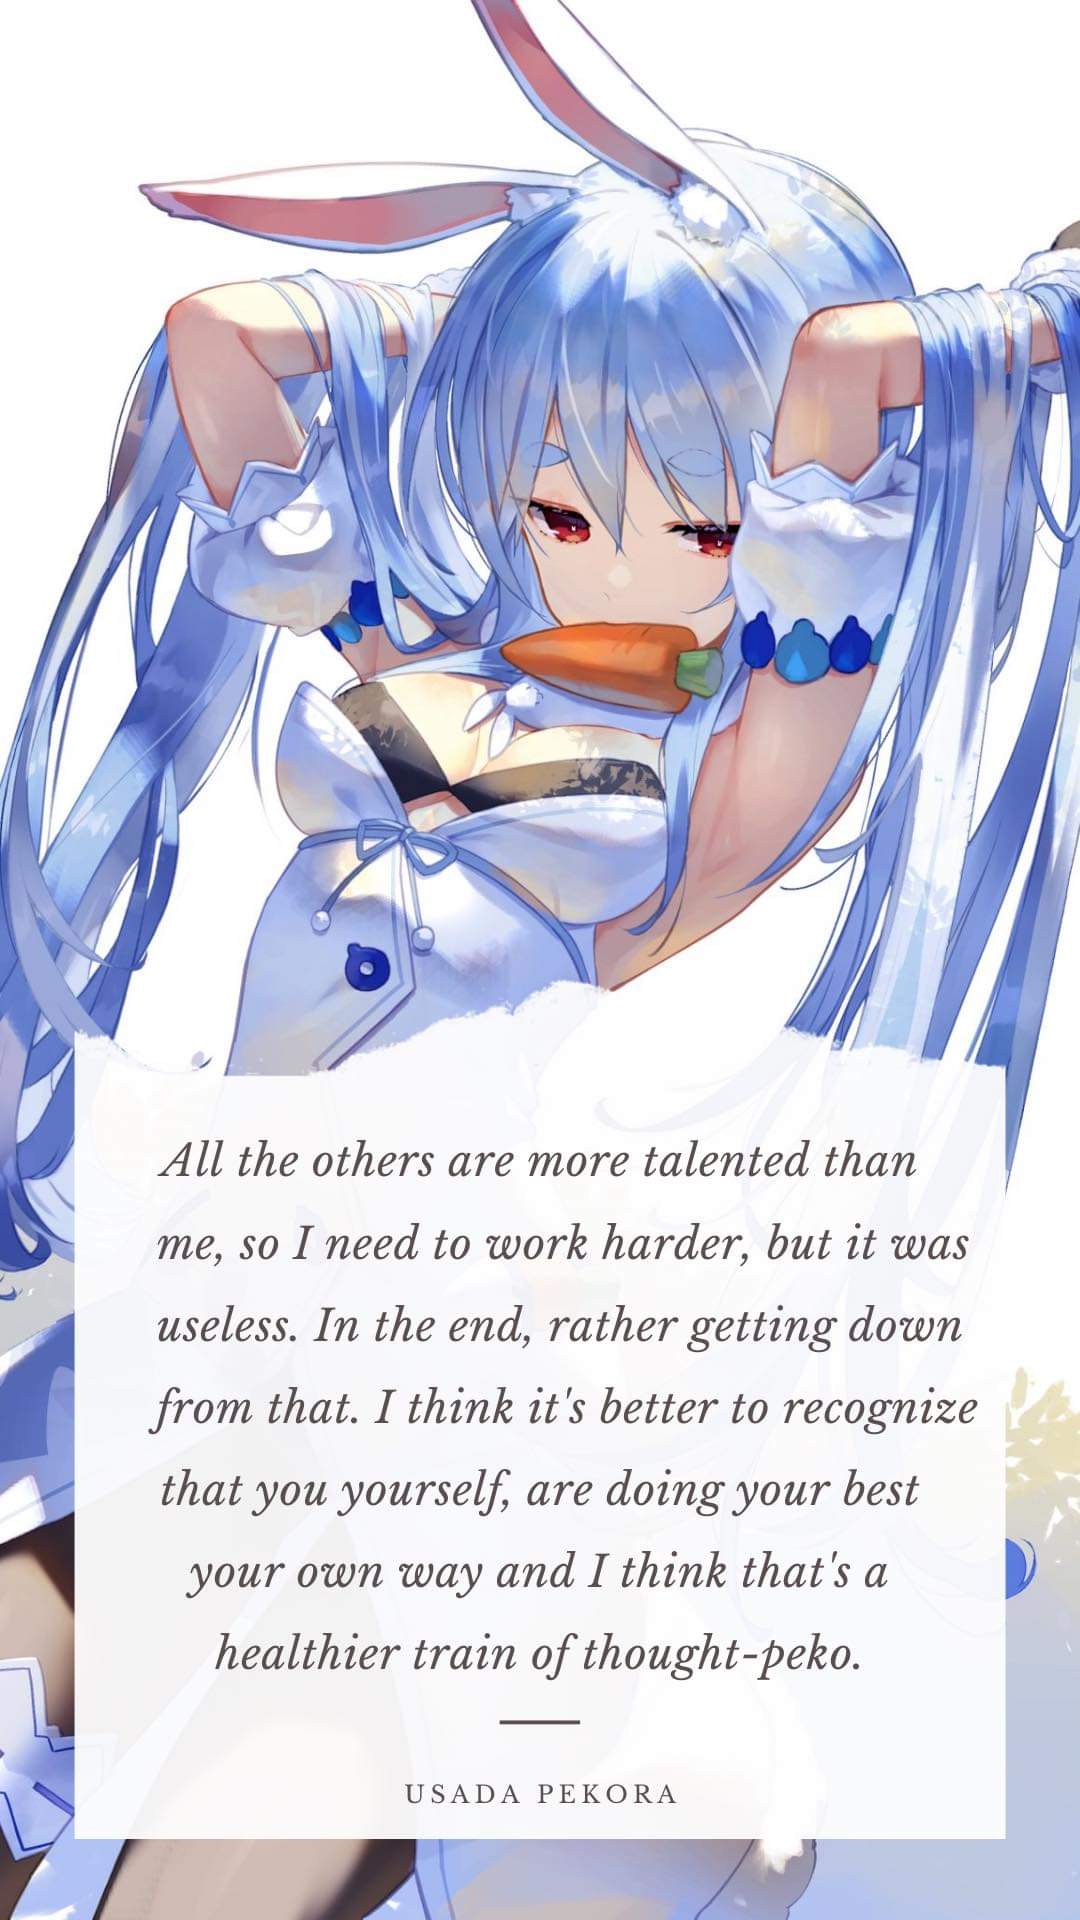 All the others are more talented than
me, so I need to work harder, but it was
useless. In the end, rather getting down
from that. I think it's better to recognize
that you yourself, are doing your best
your own way and I think that's a
healthier train of thought-peko.
USADA PEKORA